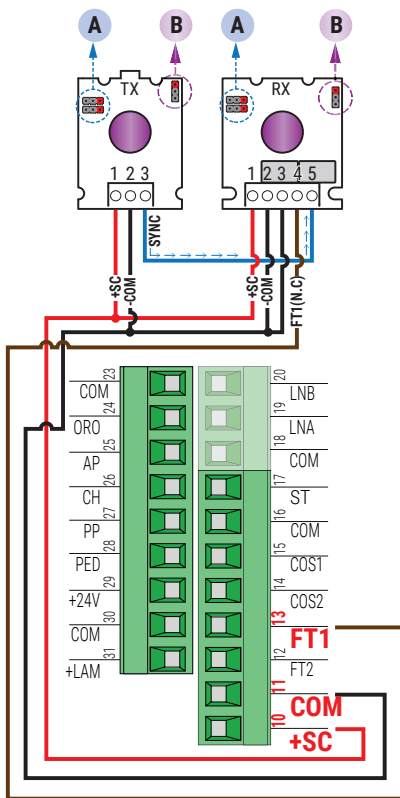 A B A B
TX RX
1 2 3 1 2 3 4 5
SYNC
+SC -COM +SC -COM FT1(N.C)
23 COM
24 ORO
25 AP
26 CH
27 PP
28 PED
29 +24V
30 COM
31 +LAM
20 LNB
19 LNA
18 COM
17 ST
16 COM
15 COS1
14 COS2
13 FT1
12 FT2
11 COM
10 +SC